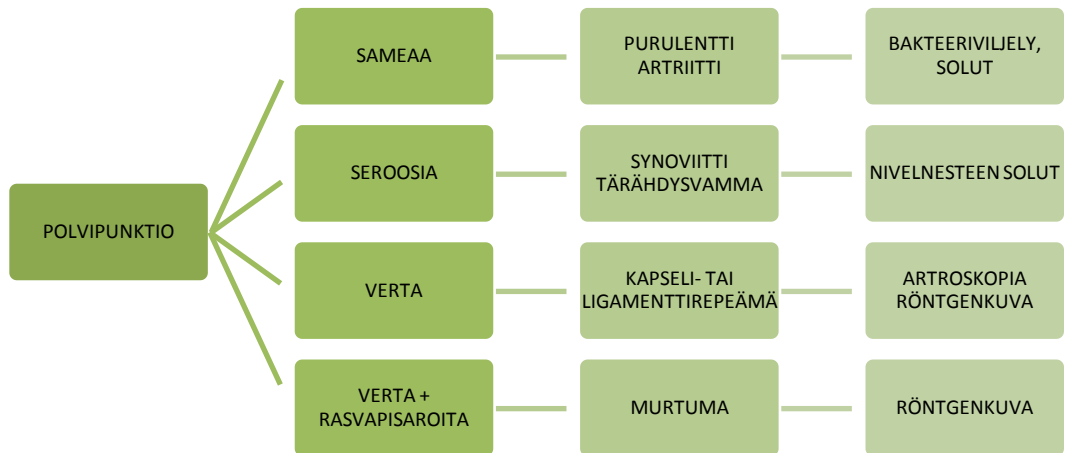 POLVIPUNKTIO
SAMEAA
PURULENTTI
ARTRIITTI
BAKTEERIVILJELY,
SOLUT
SEROOSIA
SYNOVIITTI
TÄRÄHDYSVAMMA
NIVELNESTEEN SOLUT
VERTA
KAPSELI- TAI
LIGAMENTTIREPEÄMÄ
ARTROSKOPIA
RÖNTGENKUVA
VERTA +
RASVAPISAROITA
MURTUMA
RÖNTGENKUVA